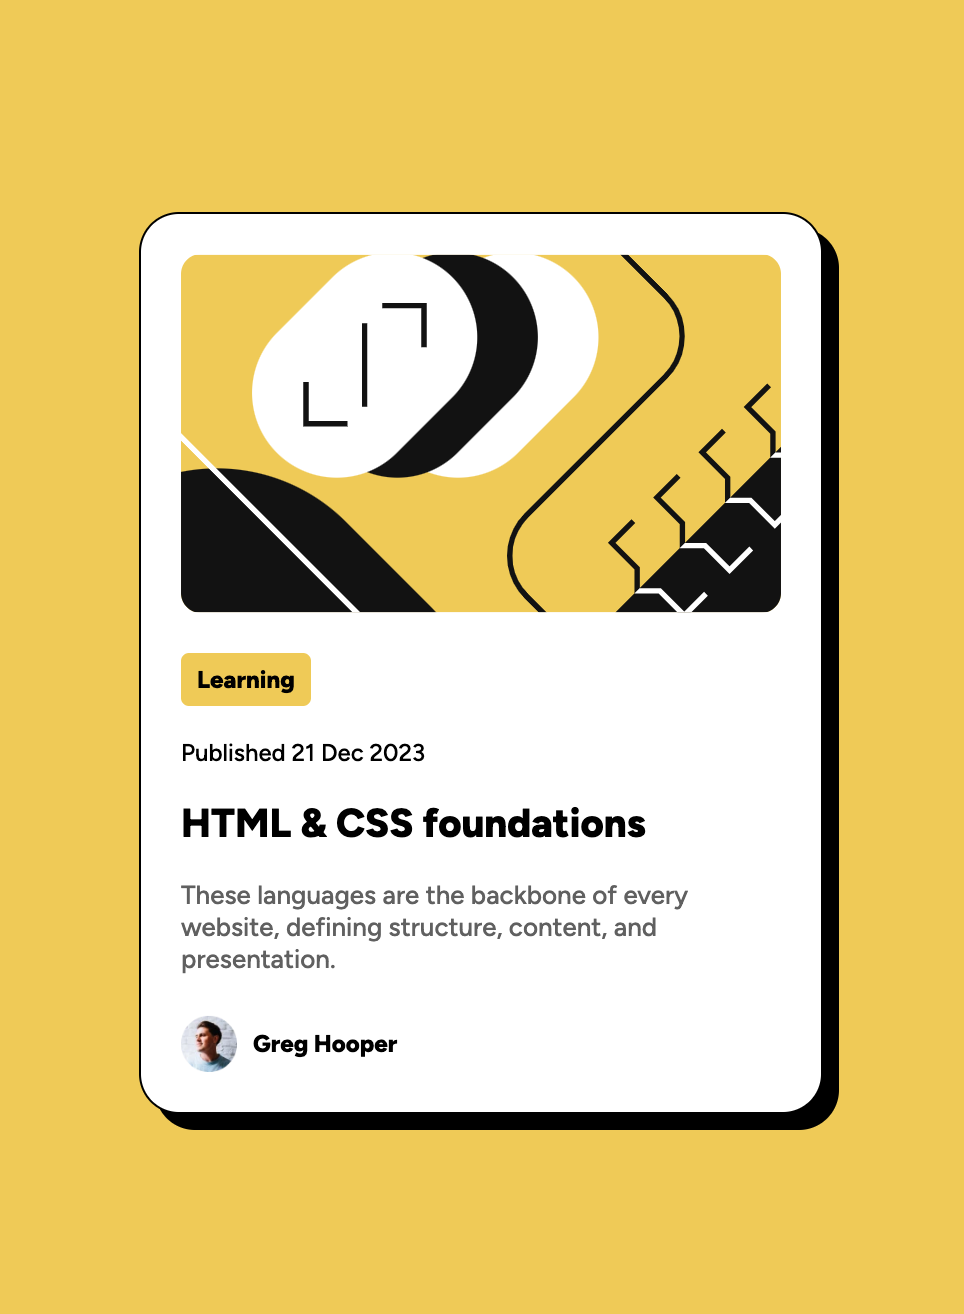 Learning
Published 21 Dec 2023
HTML & CSS foundations
These languages are the backbone of every
website, defining structure, content, and
presentation.
Greg Hooper